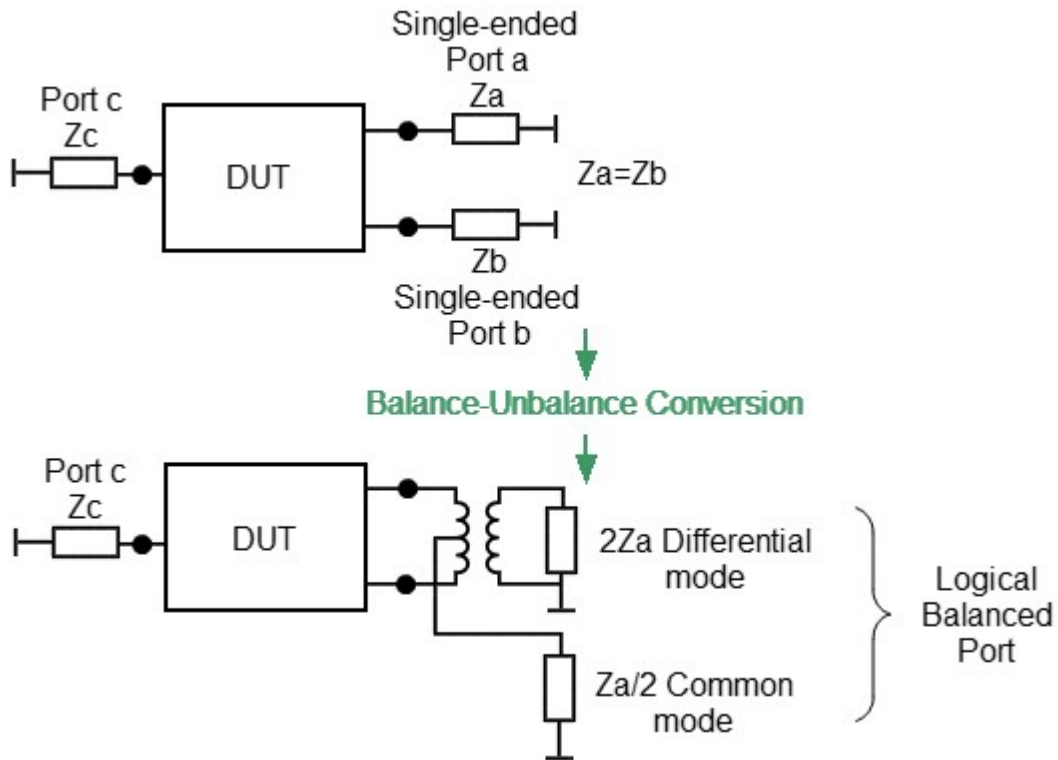 Single-ended
Port a
Za
Port c
Zc
DUT
Za=Zb
Zb
Single-ended
Port b
Balance-Unbalance Conversion
Port c
Zc
DUT
2Za Differential
mode
Logical
Balanced
Port
Za/2 Common
mode